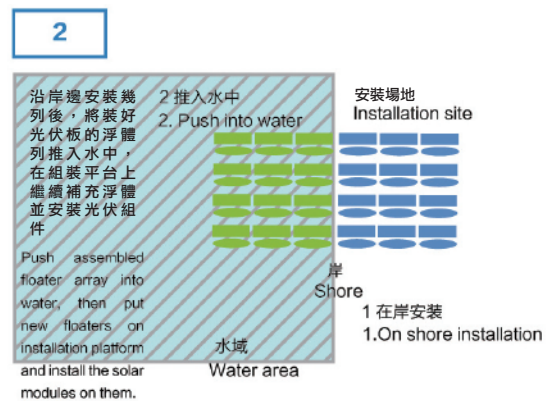 2
沿岸邊安裝幾
列後，將裝好
光伏板的浮體
列推入水中，
在組裝平台上
繼續補充浮體
並安裝光伏組
件
Push assembled
floater array into
water, then put
new floaters on
installation platform
and install the solar
modules on them.
2 推入水中
2. Push into water
安裝場地
Installation site
岸
Shore
1 在岸安裝
1.On shore installation
水域
Water area